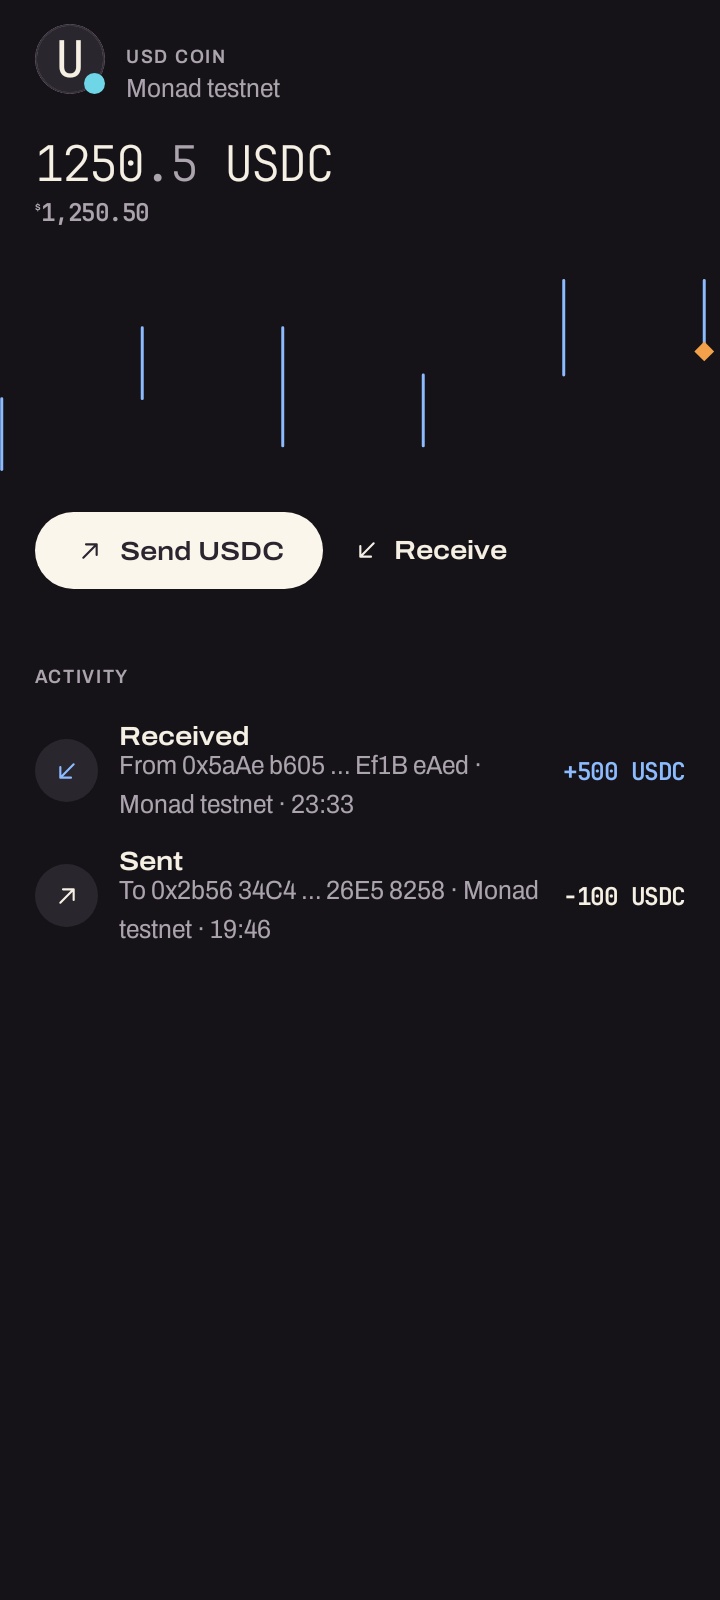 U
USD COIN
Monad testnet
1250.5 USDC
$1,250.50
Send USDC
Receive
ACTIVITY
Received
From 0x5aAe b605 ... Ef1B eAed ·
Monad testnet · 23:33
+500 USDC
Sent
To 0x2b56 34C4 ... 26E5 8258 · Monad
testnet · 19:46
-100 USDC